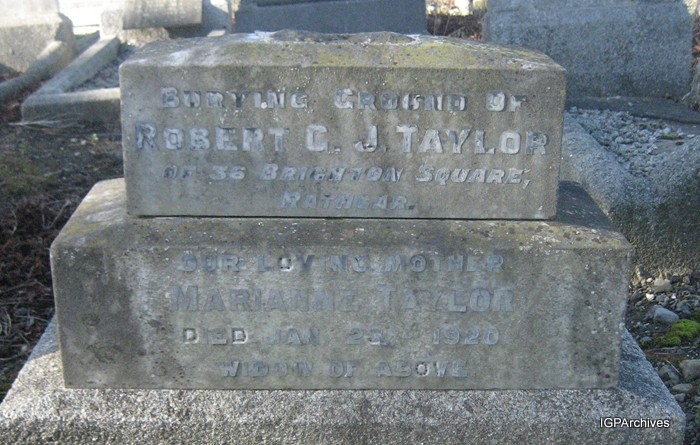 BURYING GROUND OF
ROBERT G. J. TAYLOR
OF 36 BRIGHTON SQUARE,
RATHGAR.
OUR LOVING MOTHER
MARIANNE TAYLOR
DIED JAN 1920
WIDOW OF ABOVE.
IGPArchives